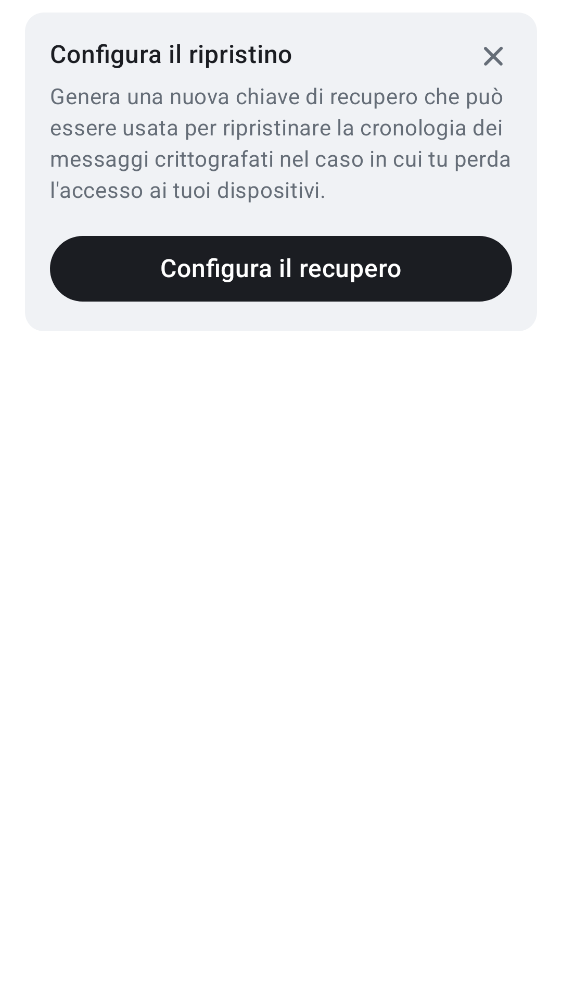 Configura il ripristino
Genera una nuova chiave di recupero che può
essere usata per ripristinare la cronologia dei
messaggi crittografati nel caso in cui tu perda
l'accesso ai tuoi dispositivi.
Configura il recupero